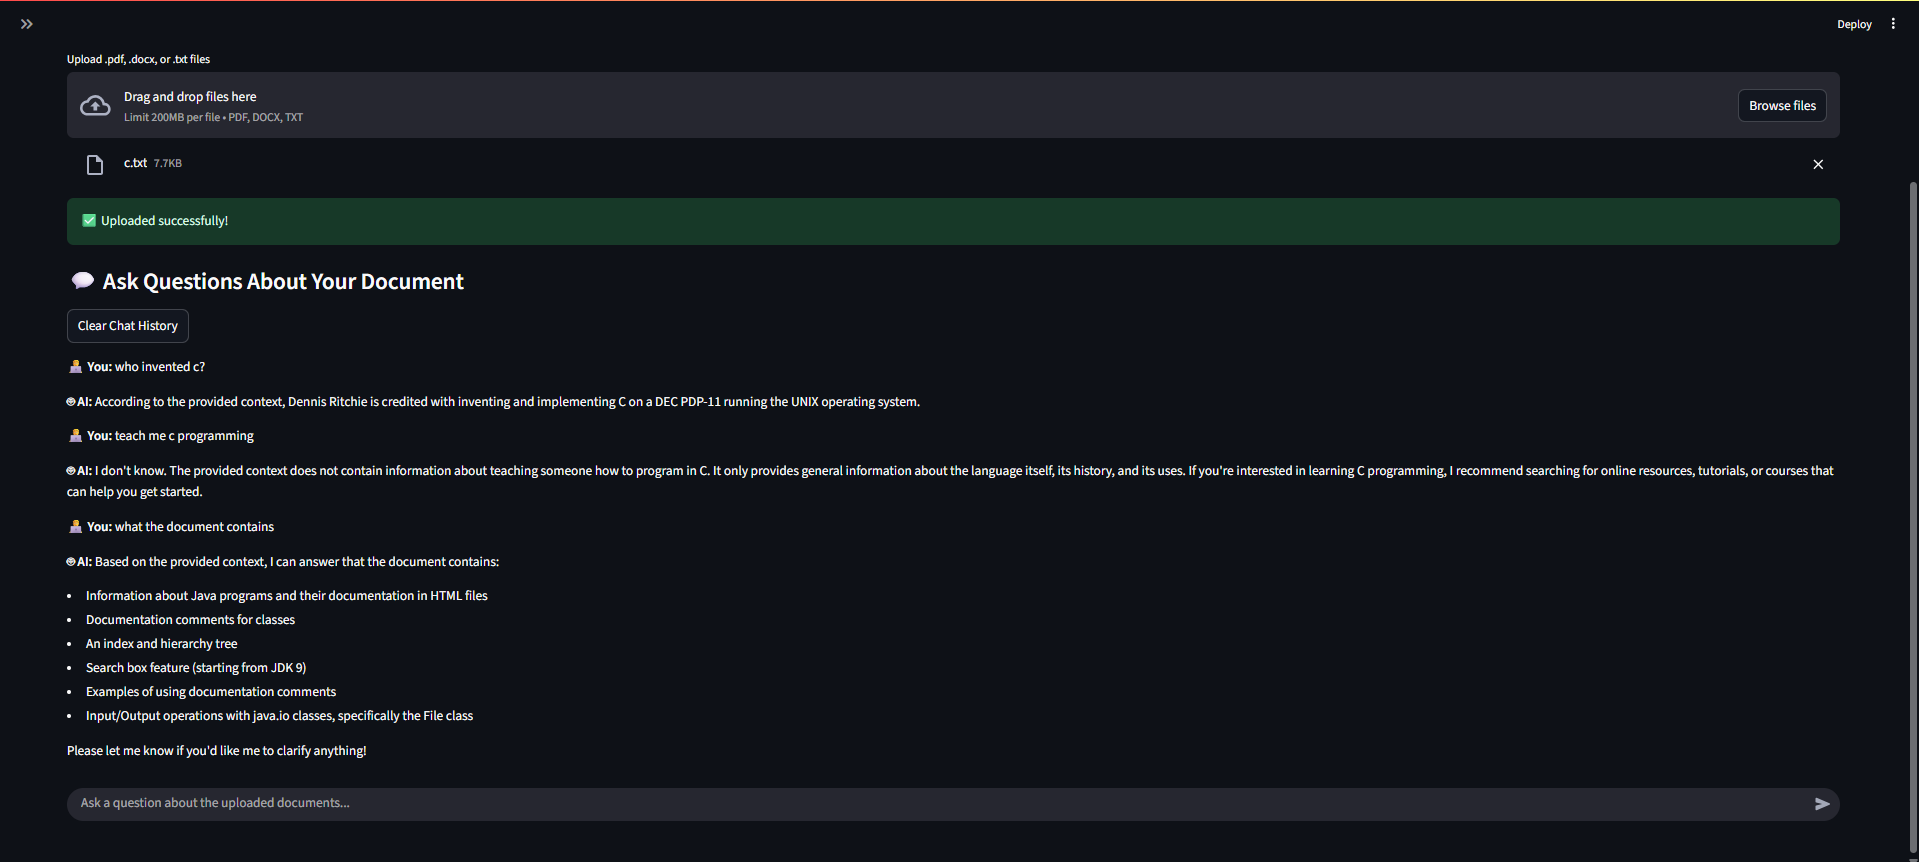 Deploy
Upload .pdf, .docx, or .txt files
Drag and drop files here
Limit 200MB per file • PDF, DOCX, TXT
Browse files
c.txt 7.7KB
Uploaded successfully!
Ask Questions About Your Document
Clear Chat History
You: who invented c?
AI: According to the provided context, Dennis Ritchie is credited with inventing and implementing C on a DEC PDP-11 running the UNIX operating system.
You: teach me c programming
AI: I don't know. The provided context does not contain information about teaching someone how to program in C. It only provides general information about the language itself, its history, and its uses. If you're interested in learning C programming, I recommend searching for online resources, tutorials, or courses that
can help you get started.
You: what the document contains
AI: Based on the provided context, I can answer that the document contains:
• Information about Java programs and their documentation in HTML files
• Documentation comments for classes
• An index and hierarchy tree
• Search box feature (starting from JDK 9)
• Examples of using documentation comments
• Input/Output operations with java.io classes, specifically the File class
Please let me know if you'd like me to clarify anything!
Ask a question about the uploaded documents...